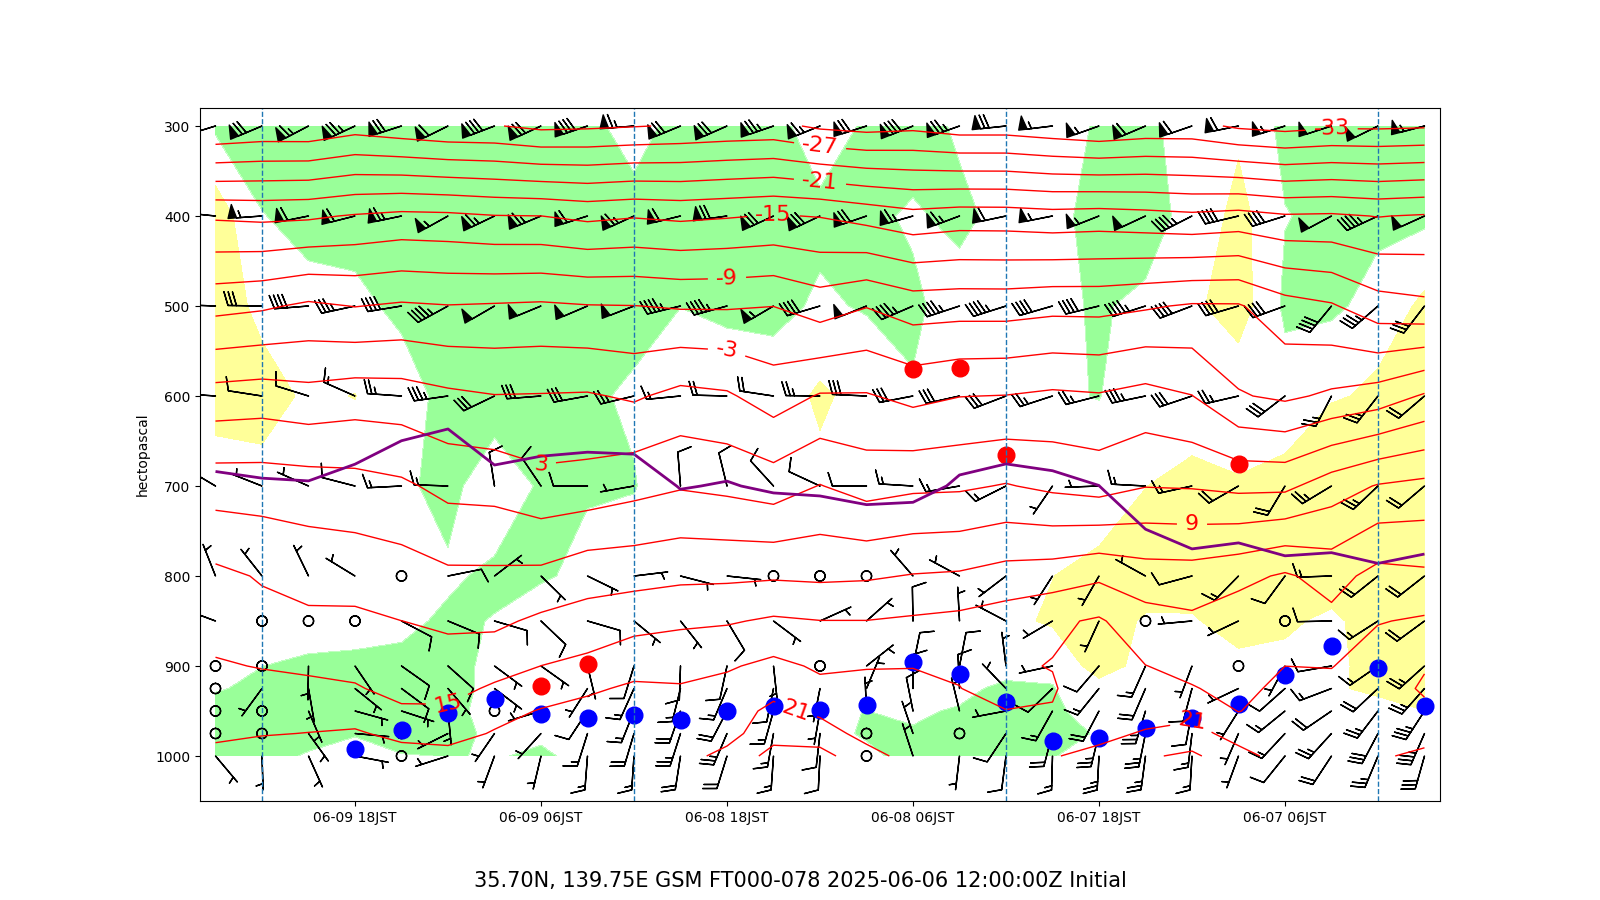 300
400
500
600
700
800
900
1000
hectopascal
-33
-27
-21
-15
-9
-3
3
9
15
21
21
06-09 18JST
06-09 06JST
06-08 18JST
06-08 06JST
06-07 18JST
06-07 06JST
35.70N, 139.75E GSM FT000-078 2025-06-06 12:00:00Z Initial